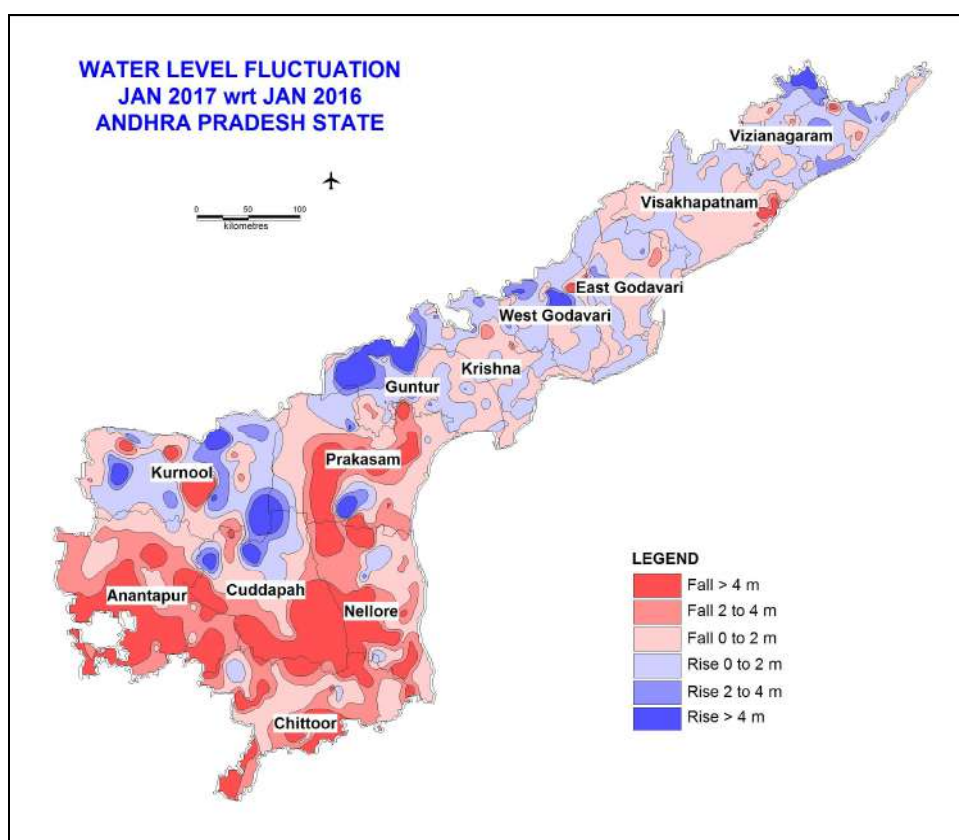 WATER LEVEL FLUCTUATION
JAN 2017 wrt JAN 2016
ANDHRA PRADESH STATE
0 50 100
kilometres
Vizianagaram
Visakhapatnam
East Godavari
West Godavari
Krishna
Guntur
Prakasam
Kurnool
Anantapur
Cuddapah
Nellore
Chittoor
LEGEND
Fall > 4 m
Fall 2 to 4 m
Fall 0 to 2 m
Rise 0 to 2 m
Rise 2 to 4 m
Rise > 4 m